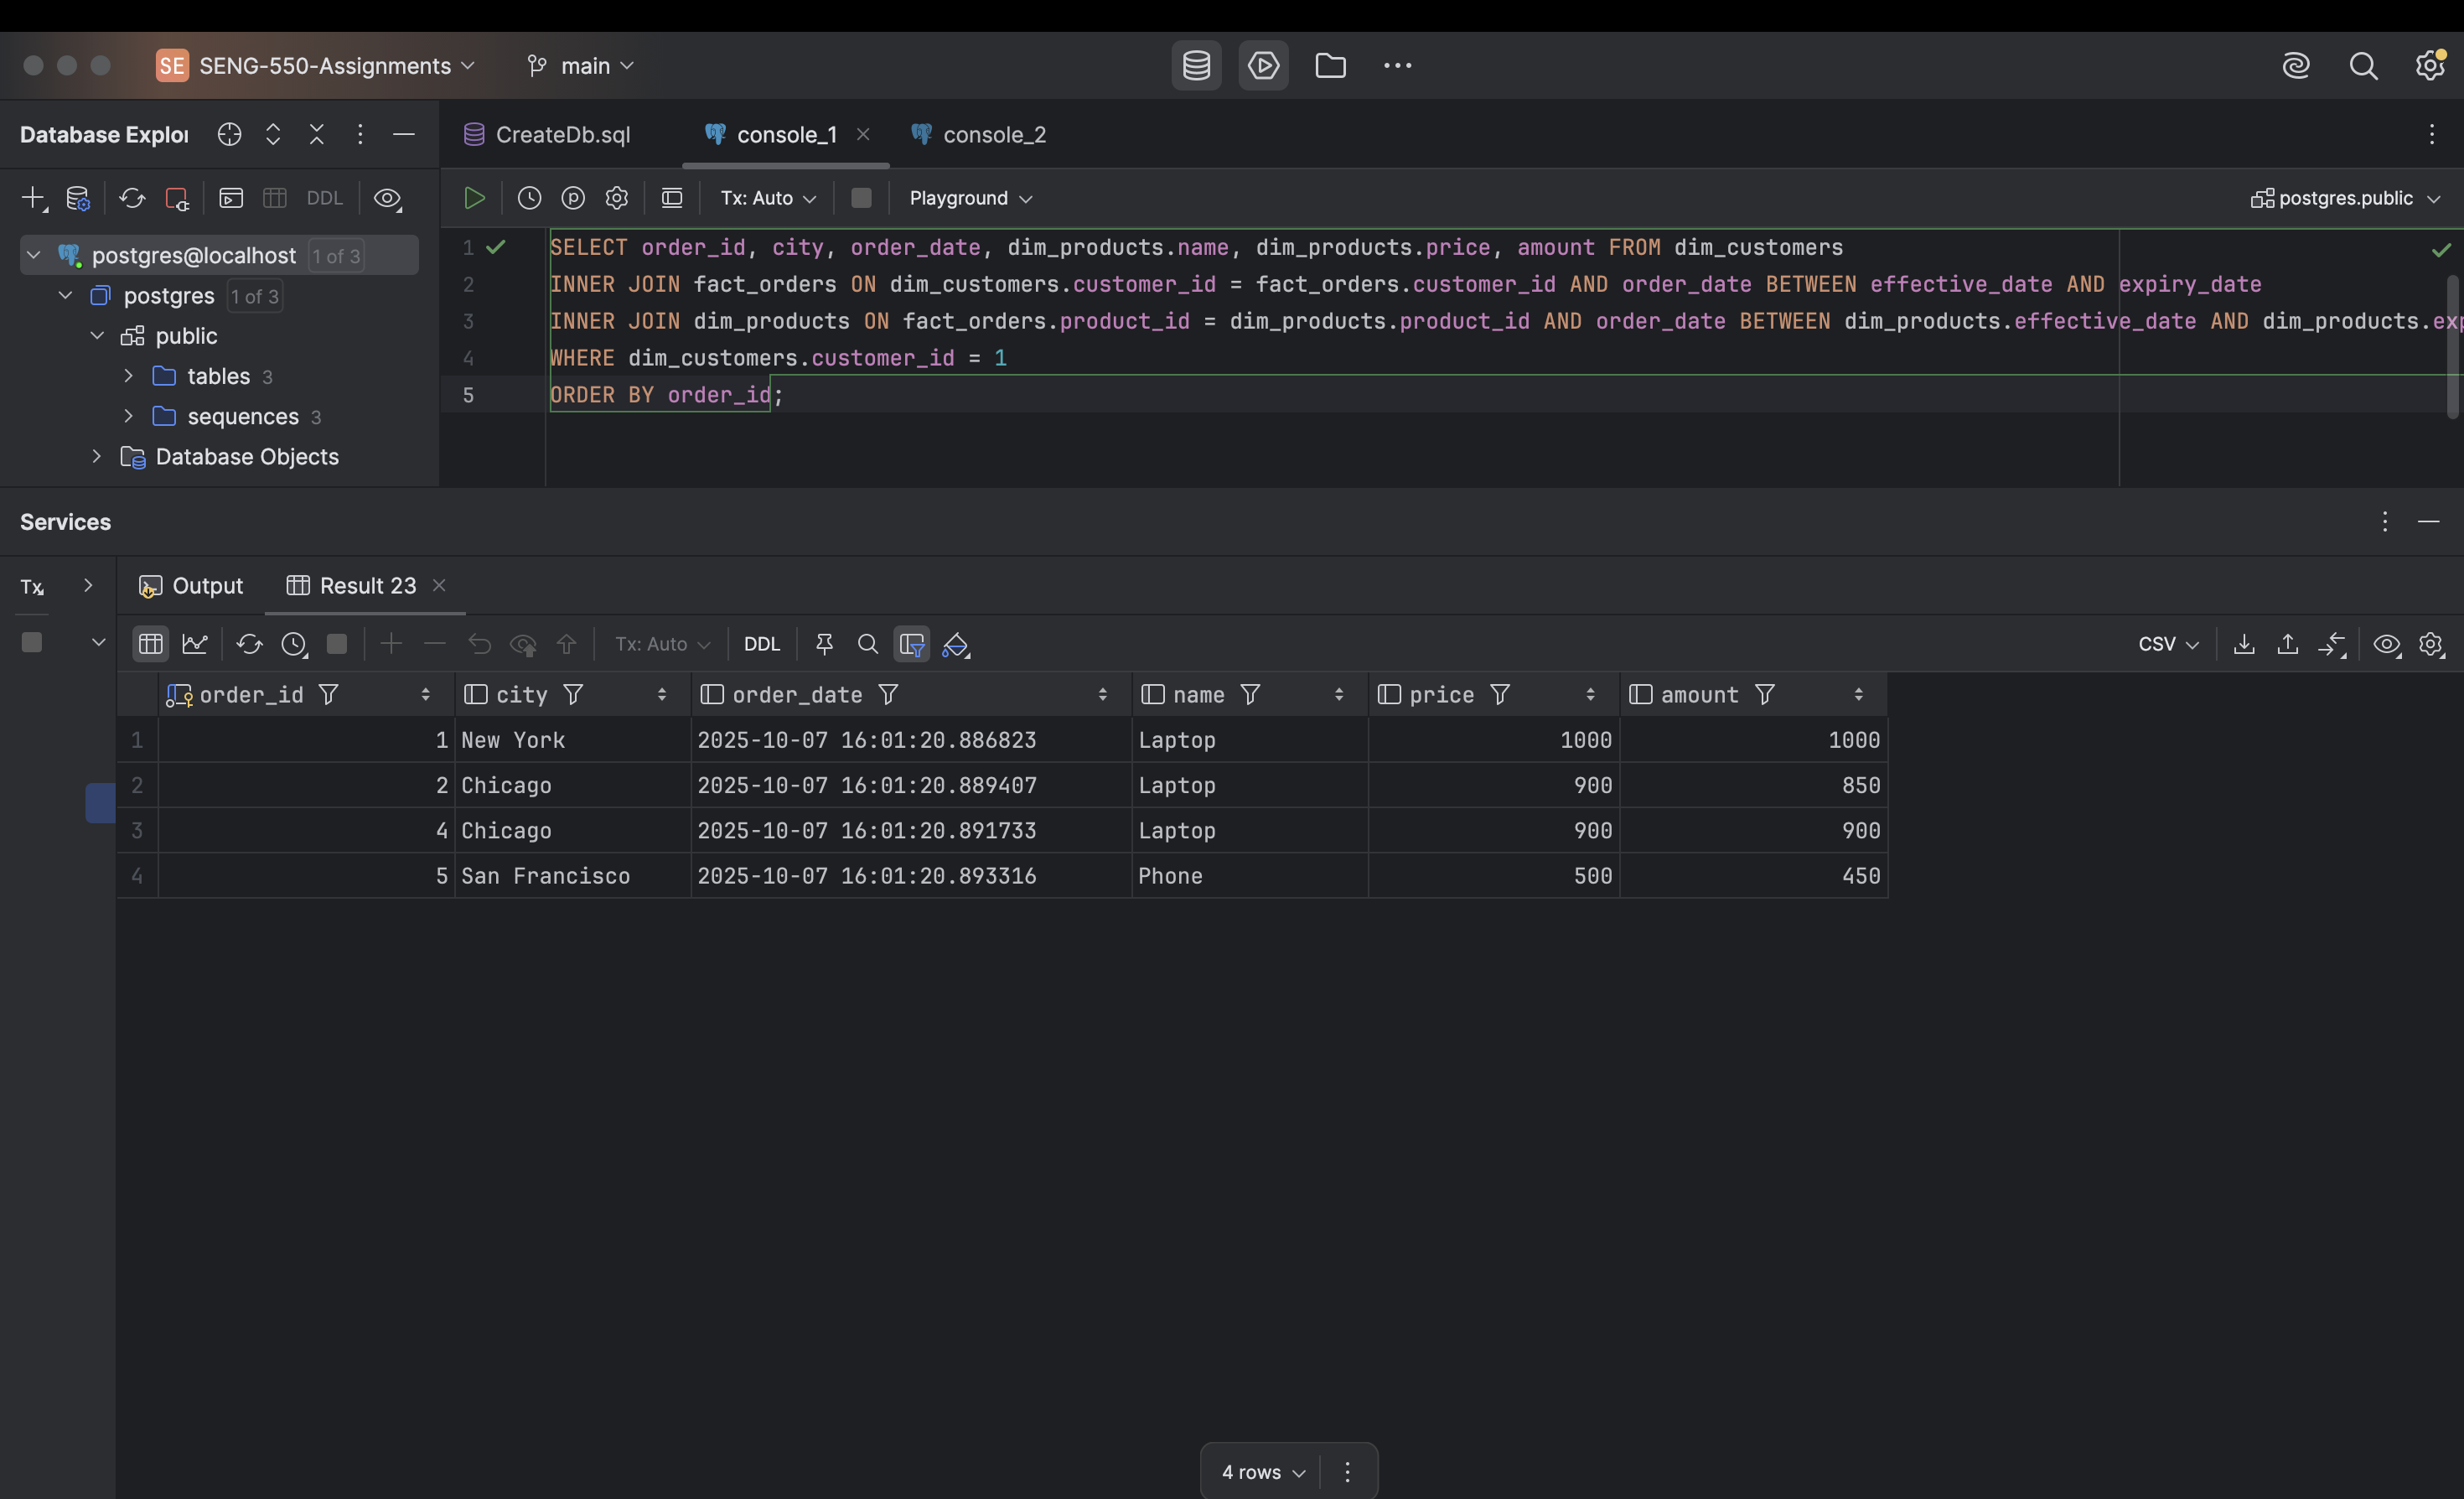 SE SENG-550-Assignments main
Database Explor
CreateDb.sql console_1 console_2
DDL
Tx: Auto Playground postgres.public
postgres@localhost 1 of 3
postgres 1 of 3
public
tables 3
sequences 3
Database Objects
1 SELECT order_id, city, order_date, dim_products.name, dim_products.price, amount FROM dim_customers
2 INNER JOIN fact_orders ON dim_customers.customer_id = fact_orders.customer_id AND order_date BETWEEN effective_date AND expiry_date
3 INNER JOIN dim_products ON fact_orders.product_id = dim_products.product_id AND order_date BETWEEN dim_products.effective_date AND dim_products.exp
4 WHERE dim_customers.customer_id = 1
5 ORDER BY order_id;
Services
Tx Output Result 23
Tx: Auto DDL CSV
order_id city order_date name price amount
1 1 New York 2025-10-07 16:01:20.886823 Laptop 1000 1000
2 2 Chicago 2025-10-07 16:01:20.889407 Laptop 900 850
3 4 Chicago 2025-10-07 16:01:20.891733 Laptop 900 900
4 5 San Francisco 2025-10-07 16:01:20.893316 Phone 500 450
4 rows